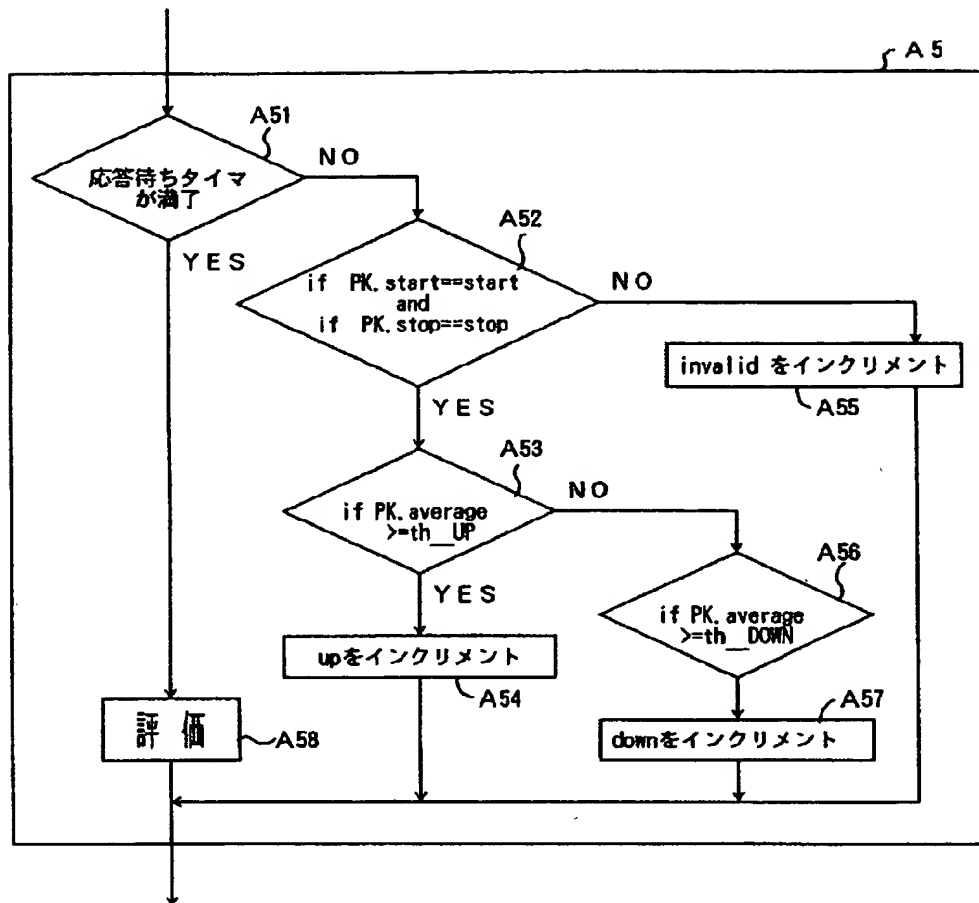 A5
A51
応答待ちタイマ
が満了
NO
YES
A52
if PK.start==start
and
if PK.stop==stop
NO
YES
invalid をインクリメント
A55
A53
if PK.average
>=th__UP
NO
YES
A56
if PK.average
>=th__DOWN
upをインクリメント
A54
A57
downをインクリメント
評 価
A58